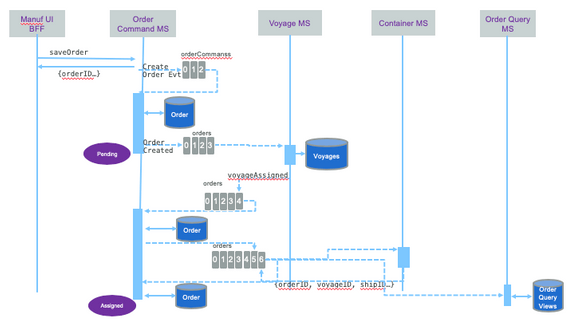 Manuf UI
BFF
Order
Command MS
Voyage MS
Container MS
Order Query
MS
saveOrder
{orderID…}
orderCommanss
Create
Order Evt
0 1 2
Order
orders
Order
Created
0 1 2 3
Pending
Voyages
voyageAssigned
orders
0 1 2 3 4
Order
orders
0 1 2 3 4 5 6
{orderID, voyageID, shipID…}
Assigned
Order
Order
Query
Views